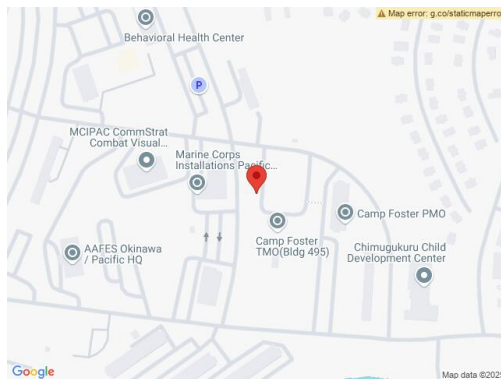 Map error: g.co/staticmaperro
Behavioral Health Center
P
MCIPAC CommStrat
Combat Visual...
Marine Corps
Installations Pacific...
Camp Foster PMO
Camp Foster
TMO(Bldg 495)
AAFES Okinawa
/ Pacific HQ
Chimugukuru Child
Development Center
Google
Map data ©2025